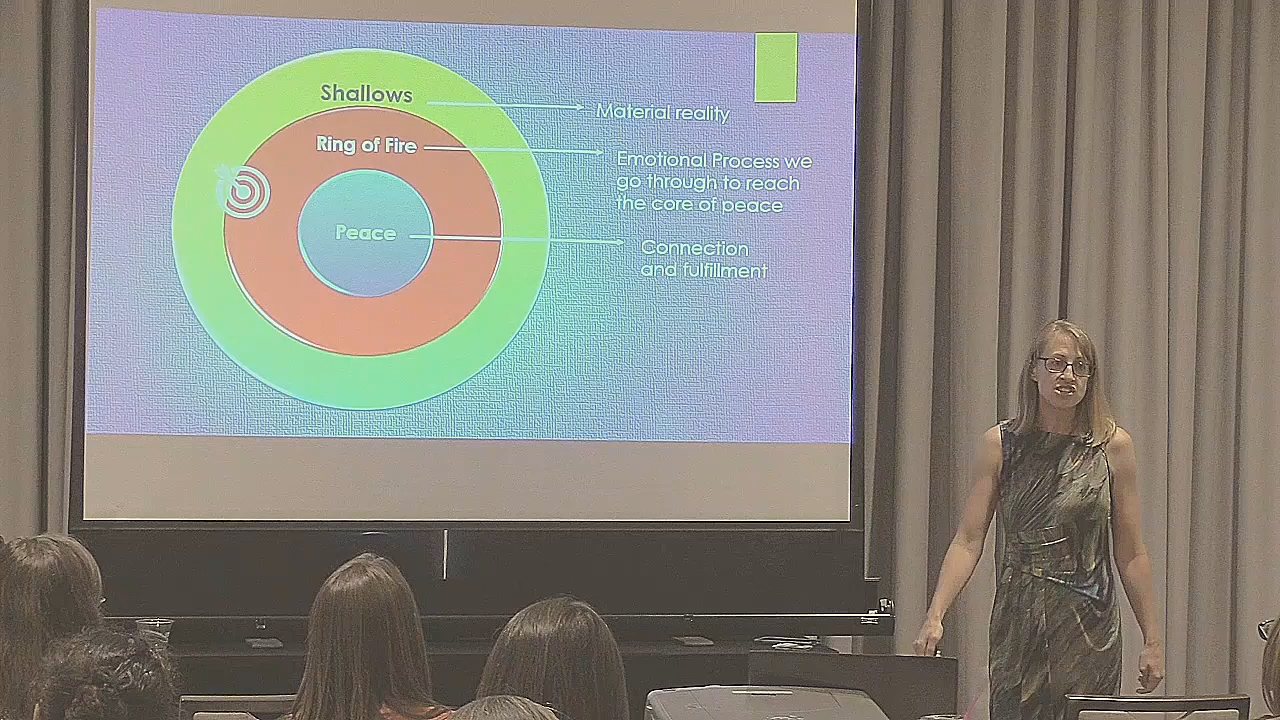 Shallows
Material reality
Ring of Fire
Emotional Process we
go through to reach
the core of peace
Peace
Connection
and fulfillment